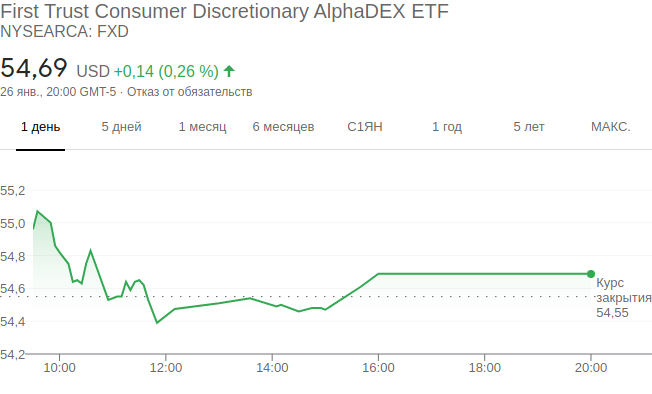 First Trust Consumer Discretionary AlphaDEX ETF
NYSEARCA: FXD
54,69 USD +0,14 (0,26 %)
26 янв., 20:00 GMT-5 · Отказ от обязательств
1 день 5 дней 1 месяц 6 месяцев С1ЯН 1 год 5 лет МАКС.
55,2
55,0
54,8
54,6
54,4
54,2
Курс
закрытия
54,55
10:00 12:00 14:00 16:00 18:00 20:00